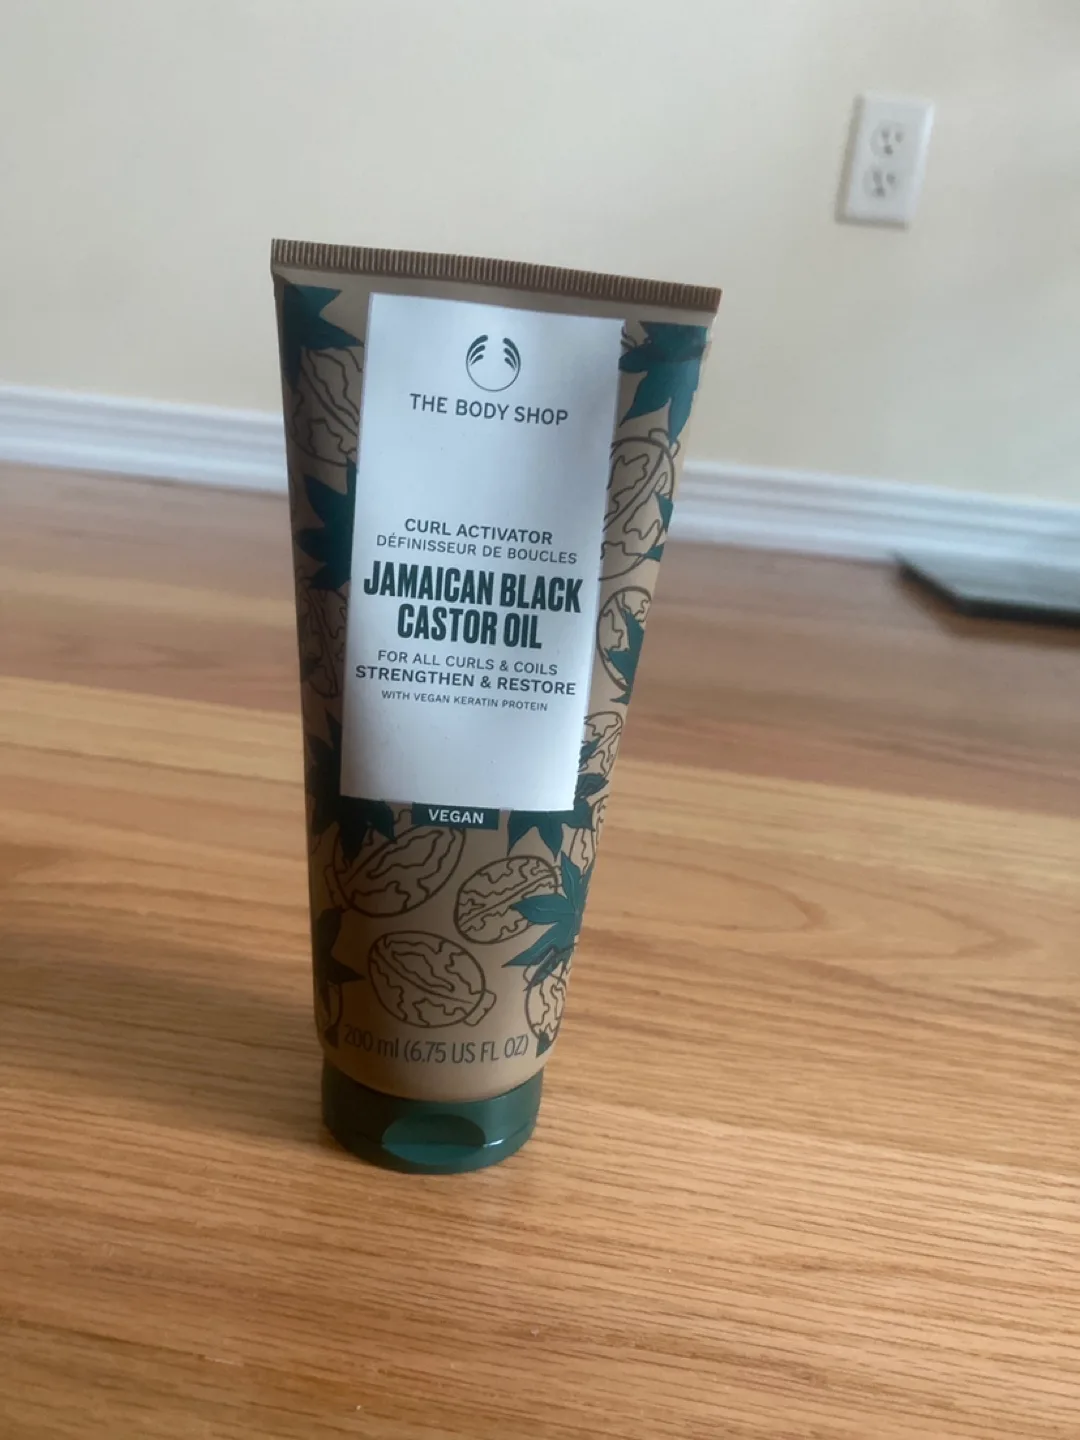 THE BODY SHOP
CURL ACTIVATOR
DÉFINISSEUR DE BOUCLES
JAMAICAN BLACK
CASTOR OIL
FOR ALL CURLS & COILS
STRENGTHEN & RESTORE
WITH VEGAN KERATIN PROTEIN
VEGAN
200 ml (6.75 US FL OZ)